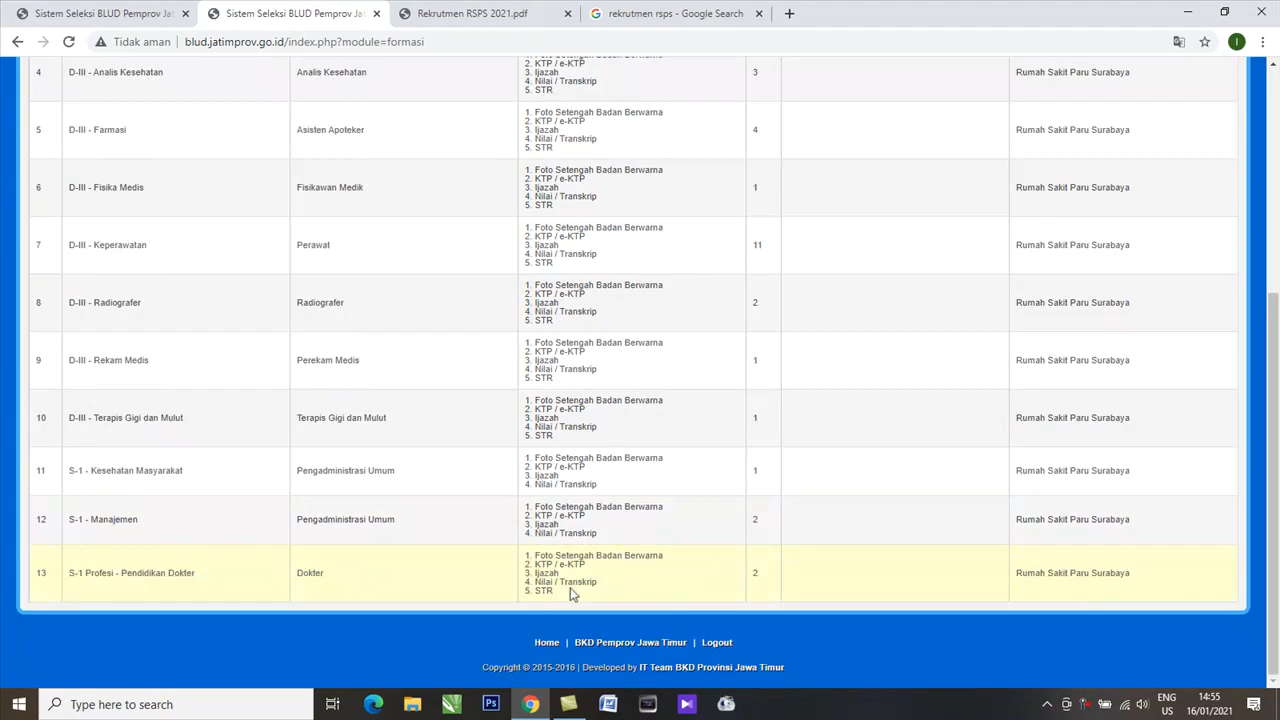 Sistem Seleksi BLUD Pemprov Jat
Sistem Seleksi BLUD Pemprov Jat
Rekrutmen RSPS 2021.pdf
rekrutmen rsps - Google Search
Tidak aman
blud.jatimprov.go.id/index.php?module=formasi
I
4 D-III - Analis Kesehatan Analis Kesehatan 3 Rumah Sakit Paru Surabaya
2. KTP / e-KTP
3. Ijazah
4. Nilai / Transkrip
5. STR
5 D-III - Farmasi Asisten Apoteker 4 Rumah Sakit Paru Surabaya
1. Foto Setengah Badan Berwarna
2. KTP / e-KTP
3. Ijazah
4. Nilai / Transkrip
5. STR
6 D-III - Fisika Medis Fisikawan Medik 1 Rumah Sakit Paru Surabaya
1. Foto Setengah Badan Berwarna
2. KTP / e-KTP
3. Ijazah
4. Nilai / Transkrip
5. STR
7 D-III - Keperawatan Perawat 11 Rumah Sakit Paru Surabaya
1. Foto Setengah Badan Berwarna
2. KTP / e-KTP
3. Ijazah
4. Nilai / Transkrip
5. STR
8 D-III - Radiografer Radiografer 2 Rumah Sakit Paru Surabaya
1. Foto Setengah Badan Berwarna
2. KTP / e-KTP
3. Ijazah
4. Nilai / Transkrip
5. STR
9 D-III - Rekam Medis Perekam Medis 1 Rumah Sakit Paru Surabaya
1. Foto Setengah Badan Berwarna
2. KTP / e-KTP
3. Ijazah
4. Nilai / Transkrip
5. STR
10 D-III - Terapis Gigi dan Mulut Terapis Gigi dan Mulut 1 Rumah Sakit Paru Surabaya
1. Foto Setengah Badan Berwarna
2. KTP / e-KTP
3. Ijazah
4. Nilai / Transkrip
5. STR
11 S-1 - Kesehatan Masyarakat Pengadministrasi Umum 1 Rumah Sakit Paru Surabaya
1. Foto Setengah Badan Berwarna
2. KTP / e-KTP
3. Ijazah
4. Nilai / Transkrip
12 S-1 - Manajemen Pengadministrasi Umum 2 Rumah Sakit Paru Surabaya
1. Foto Setengah Badan Berwarna
2. KTP / e-KTP
3. Ijazah
4. Nilai / Transkrip
13 S-1 Profesi - Pendidikan Dokter Dokter 2 Rumah Sakit Paru Surabaya
1. Foto Setengah Badan Berwarna
2. KTP / e-KTP
3. Ijazah
4. Nilai / Transkrip
5. STR
Home | BKD Pemprov Jawa Timur | Logout
Copyright © 2015-2016 | Developed by IT Team BKD Provinsi Jawa Timur
Type here to search
ENG
US
14:55
16/01/2021